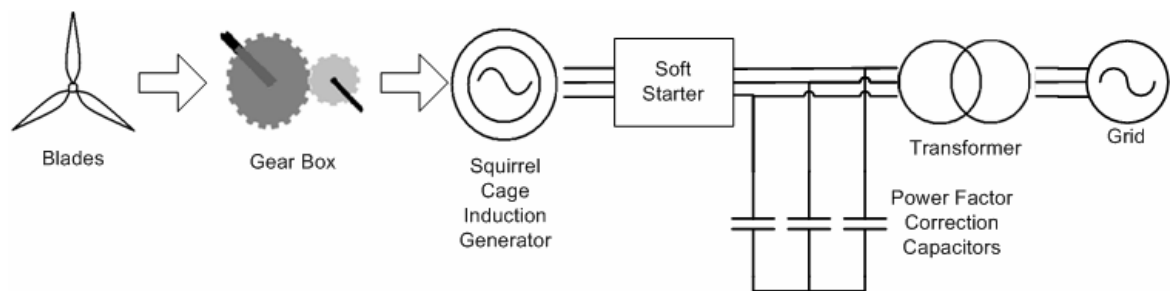 Blades
Gear Box
Squirrel
Cage
Induction
Generator
Soft
Starter
Power Factor
Correction
Capacitors
Transformer
Grid